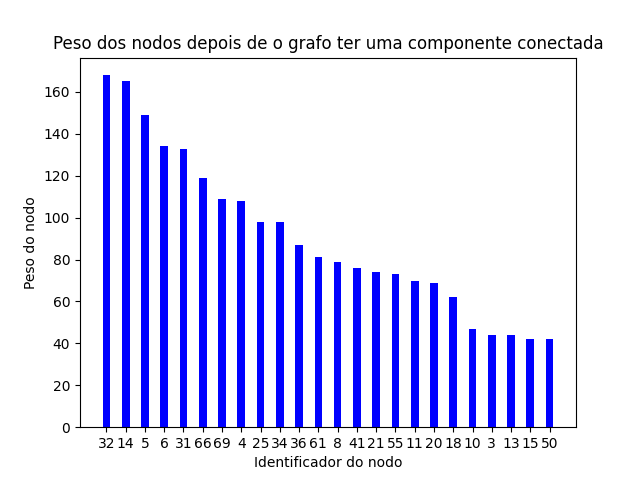 Peso dos nodos depois de o grafo ter uma componente conectada
160
140
120
100
80
60
40
20
0
Peso do nodo
32 14 5 6 31 66 69 4 25 34 36 61 8 41 21 55 11 20 18 10 3 13 15 50
Identificador do nodo